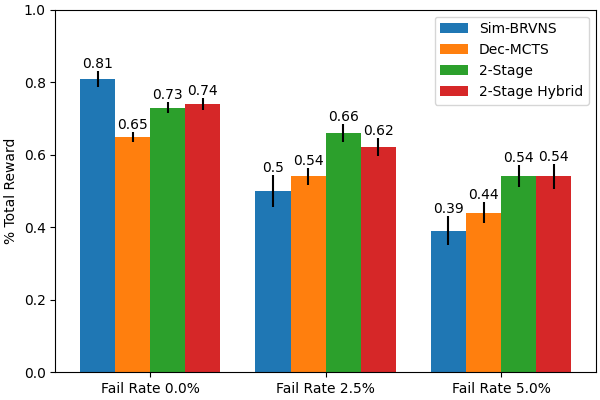 1.0
0.8
0.6
0.4
0.2
0.0
% Total Reward
Sim-BRVNS
Dec-MCTS
2-Stage
2-Stage Hybrid
0.81
0.65
0.73
0.74
0.5
0.54
0.66
0.62
0.39
0.44
0.54
0.54
Fail Rate 0.0%
Fail Rate 2.5%
Fail Rate 5.0%